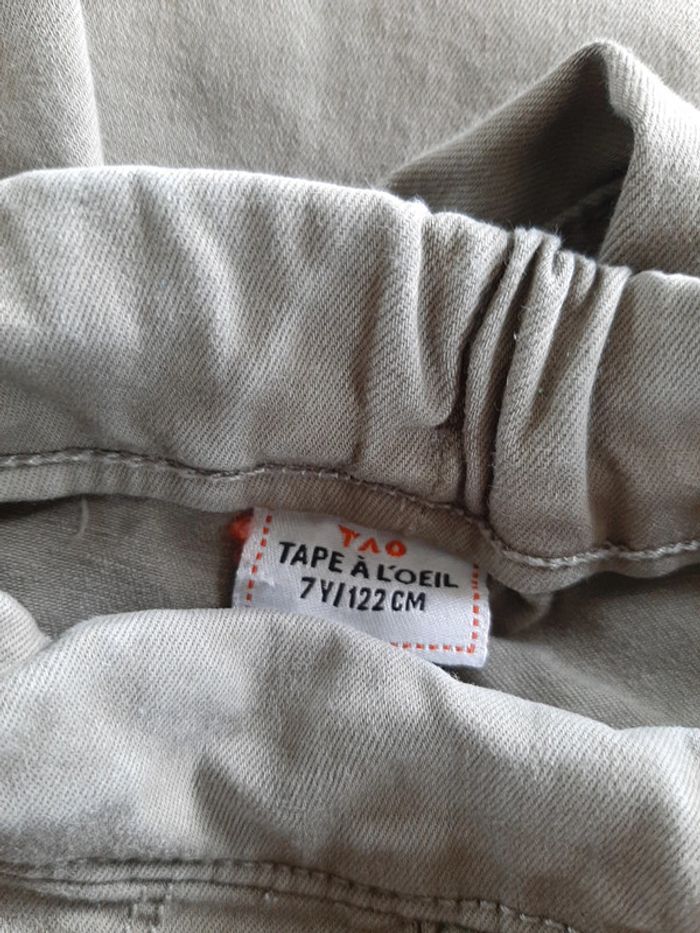 TAO
TAPE À L'OEIL
7Y/122 CM